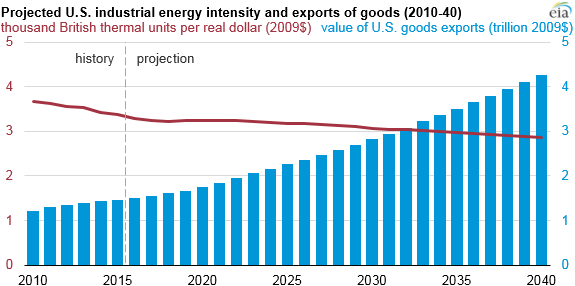 Projected U.S. industrial energy intensity and exports of goods (2010-40)
eia
thousand British thermal units per real dollar (2009$) value of U.S. goods exports (trillion 2009$)
5 5
history projection
4 4
3 3
2 2
1 1
0 0
2010 2015 2020 2025 2030 2035 2040